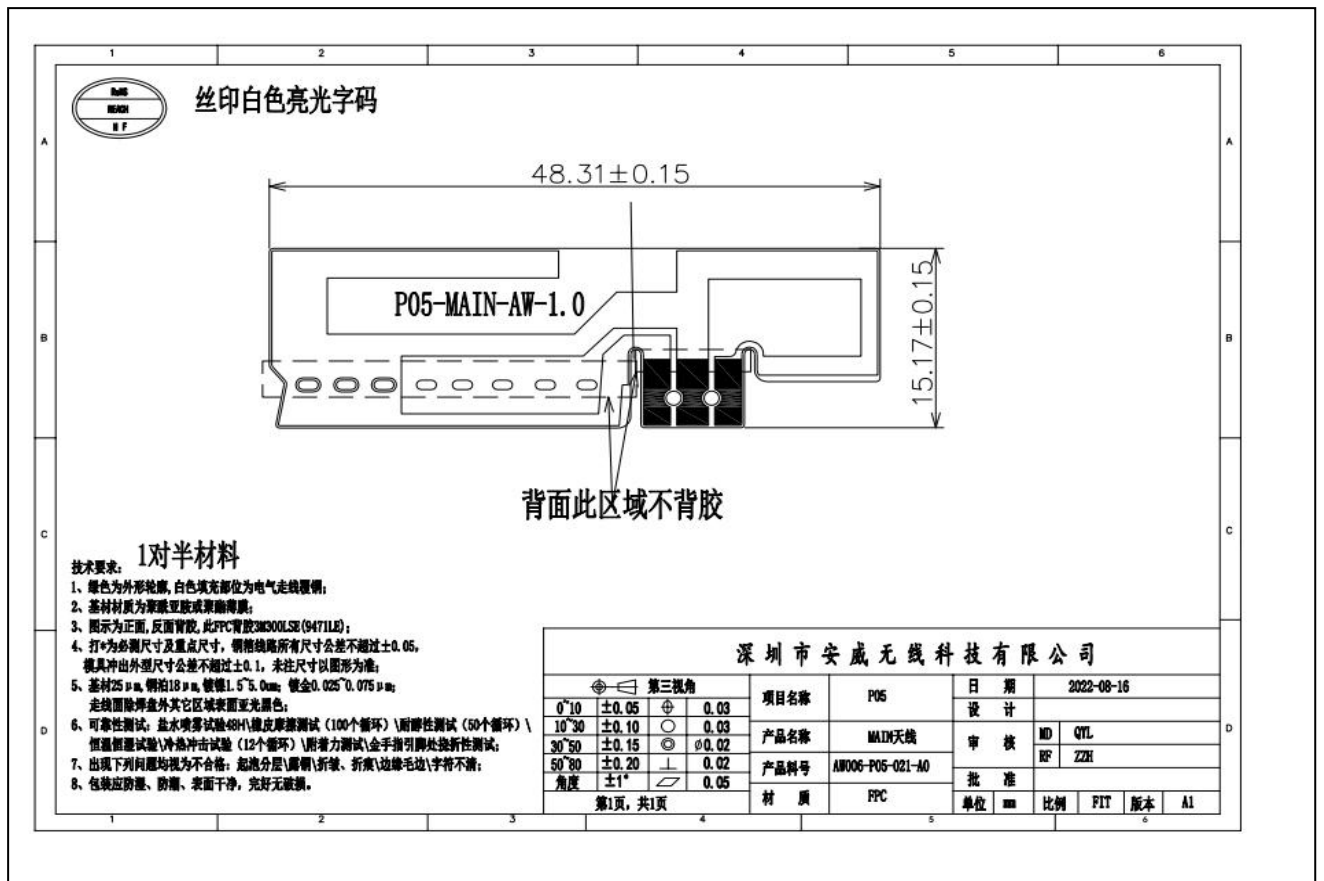 1 2 3 4 5 6
RoHS
REACH
H F
丝印白色亮光字码
A A
48.31±0.15
15.17±0.15
P05-MAIN-AW-1.0
B B
背面此区域不背胶
C C
1对半材料
技术要求:
1、绿色为外形轮廓,白色填充部位为电气走线覆铜;
2、基材材质为聚酰亚胺或聚酯薄膜;
3、图示为正面,反面背胶,此FPC背胶3M300LSE(9471LE);
4、打*为必测尺寸及重点尺寸, 铜箔线路所有尺寸公差不超过±0.05,
模具冲出外型尺寸公差不超过±0.1, 未注尺寸以图形为准;
5、基材25μm,铜泊18μm,镀镍1.5~5.0um; 镀金0.025~0.075μm;
走线面除焊盘外其它区域表面亚光黑色;
6、可靠性测试: 盐水喷雾试验48H\橡皮摩擦测试(100个循环)\耐醇性测试(50个循环)\
恒温恒湿试验\冷热冲击试验(12个循环)\附着力测试\金手指引脚处挠折性测试;
7、出现下列问题均视为不合格: 起泡分层\露铜\折皱、折痕\边缘毛边\字符不清;
8、包装应防湿、防潮、表面干净, 完好无破损。
D D
深圳市安威无线科技有限公司
第三视角
0~10 ±0.05 0.03
10~30 ±0.10 0.03
30~50 ±0.15 ø0.02
50~80 ±0.20 0.02
角度 ±1° 0.05
第1页, 共1页
项目名称 P05
产品名称 MAIN天线
产品料号 AW006-P05-021-A0
材 质 FPC
日 期 2022-08-16
设 计
审 核 MD QYL
RF ZZH
批 准
单位 mm 比例 FIT 版本 A1
1 2 3 4 5 6